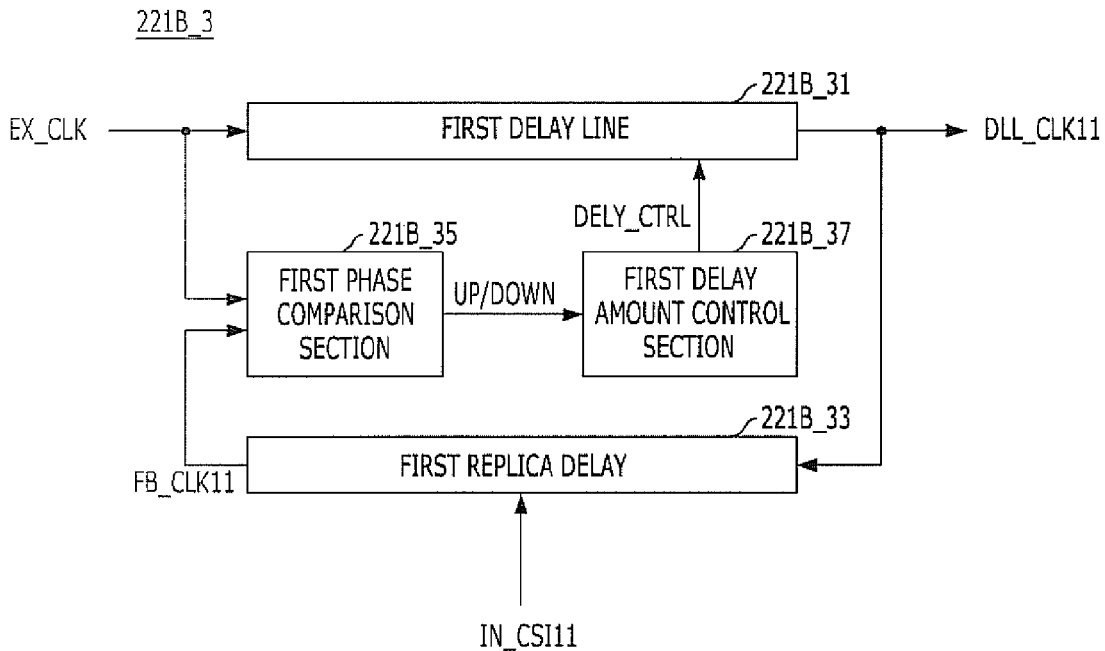 221B_3
221B_31
EX_CLK
FIRST DELAY LINE
DLL_CLK11
DELY_CTRL
221B_35
221B_37
FIRST PHASE
COMPARISON
SECTION
UP/DOWN
FIRST DELAY
AMOUNT CONTROL
SECTION
221B_33
FIRST REPLICA DELAY
FB_CLK11
IN_CSI11